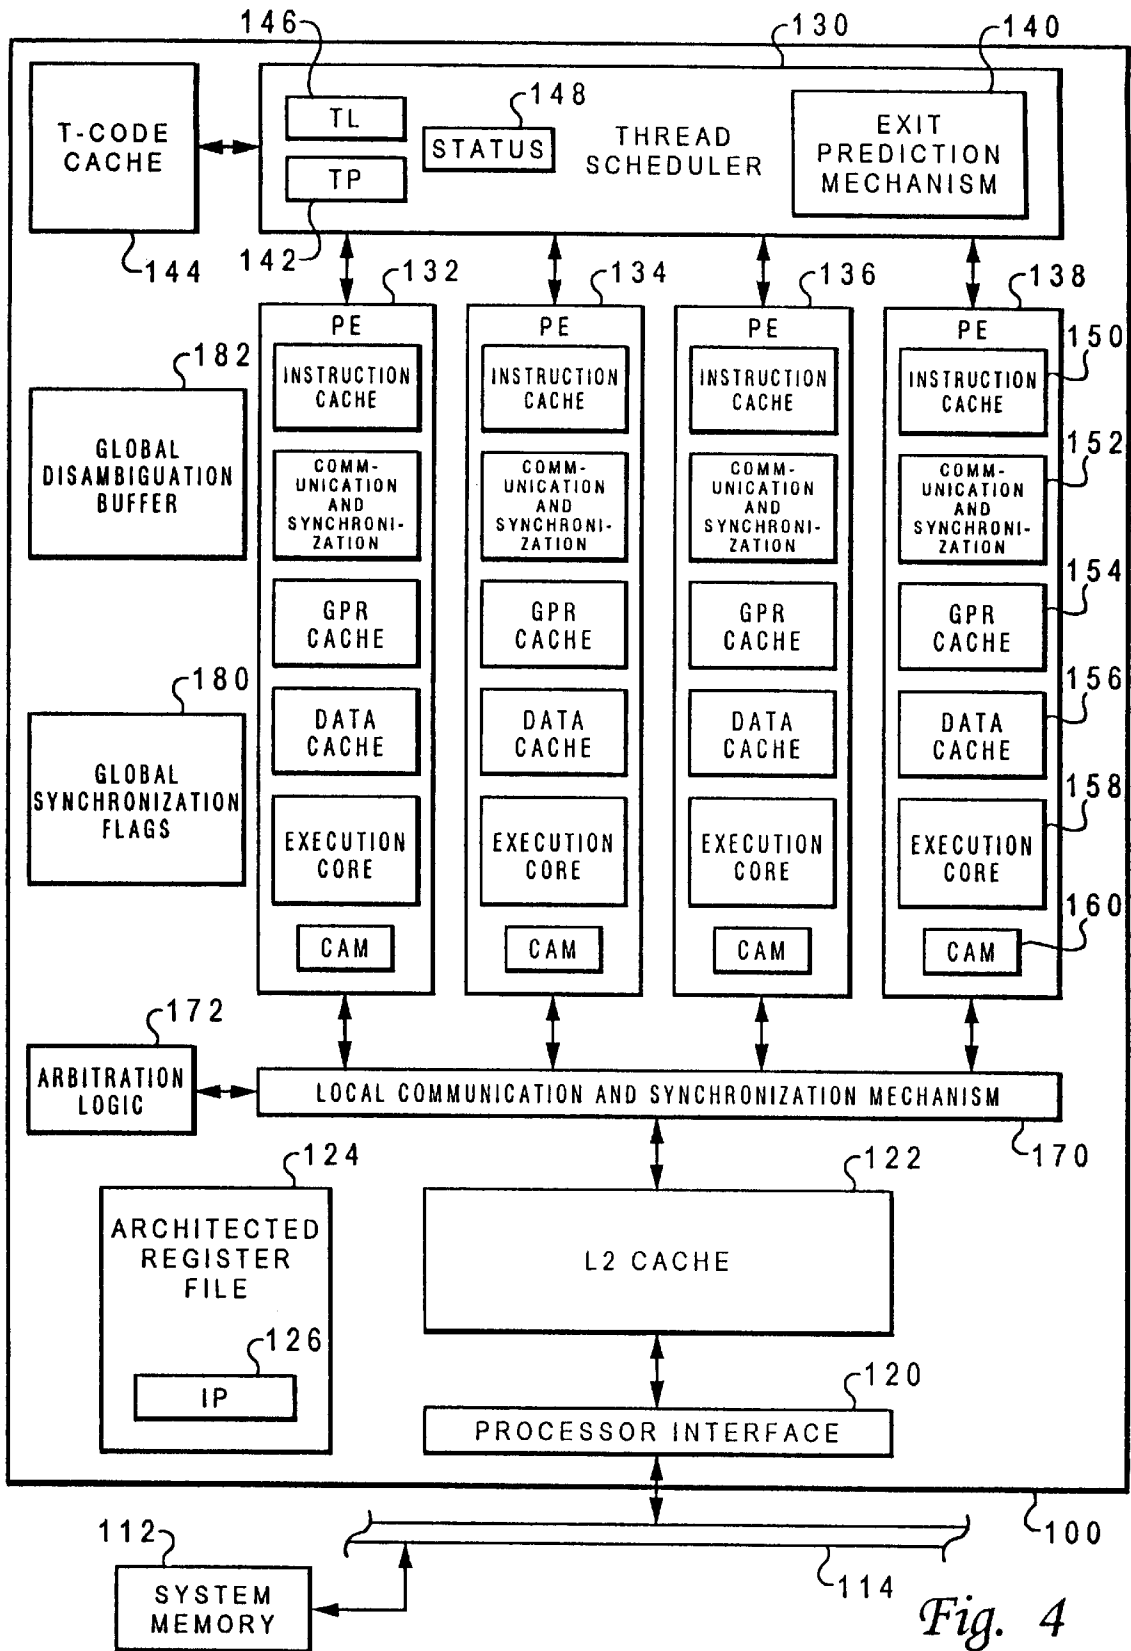 146
130
140
T-CODE
CACHE
TL
148
STATUS
TP
THREAD
SCHEDULER
EXIT
PREDICTION
MECHANISM
144
142
132
134
136
138
PE
PE
PE
PE
150
INSTRUCTION
CACHE
INSTRUCTION
CACHE
INSTRUCTION
CACHE
INSTRUCTION
CACHE
182
GLOBAL
DISAMBIGUATION
BUFFER
152
COMM-
UNICATION
AND
SYNCHRONI-
ZATION
COMM-
UNICATION
AND
SYNCHRONI-
ZATION
COMM-
UNICATION
AND
SYNCHRONI-
ZATION
COMM-
UNICATION
AND
SYNCHRONI-
ZATION
154
GPR
CACHE
GPR
CACHE
GPR
CACHE
GPR
CACHE
180
GLOBAL
SYNCHRONIZATION
FLAGS
156
DATA
CACHE
DATA
CACHE
DATA
CACHE
DATA
CACHE
158
EXECUTION
CORE
EXECUTION
CORE
EXECUTION
CORE
EXECUTION
CORE
160
CAM
CAM
CAM
CAM
172
ARBITRATION
LOGIC
LOCAL COMMUNICATION AND SYNCHRONIZATION MECHANISM
170
124
ARCHITECTED
REGISTER
FILE
126
IP
122
L2 CACHE
120
PROCESSOR INTERFACE
100
112
SYSTEM
MEMORY
114
Fig. 4